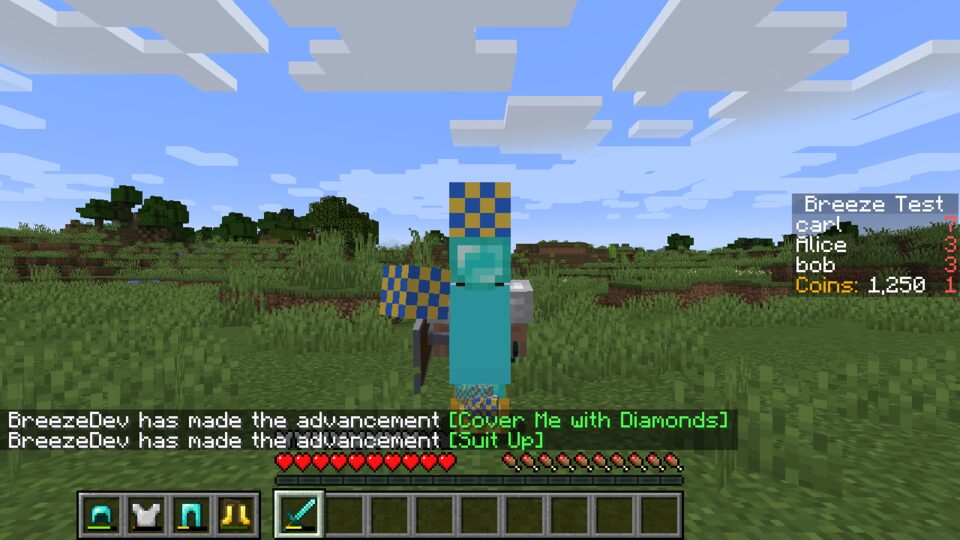 Breeze Test
carl 7
Alice 3
bob 3
Coins: 1,250 1
BreezeDev has made the advancement [Cover Me with Diamonds]
BreezeDev has made the advancement [Suit Up]